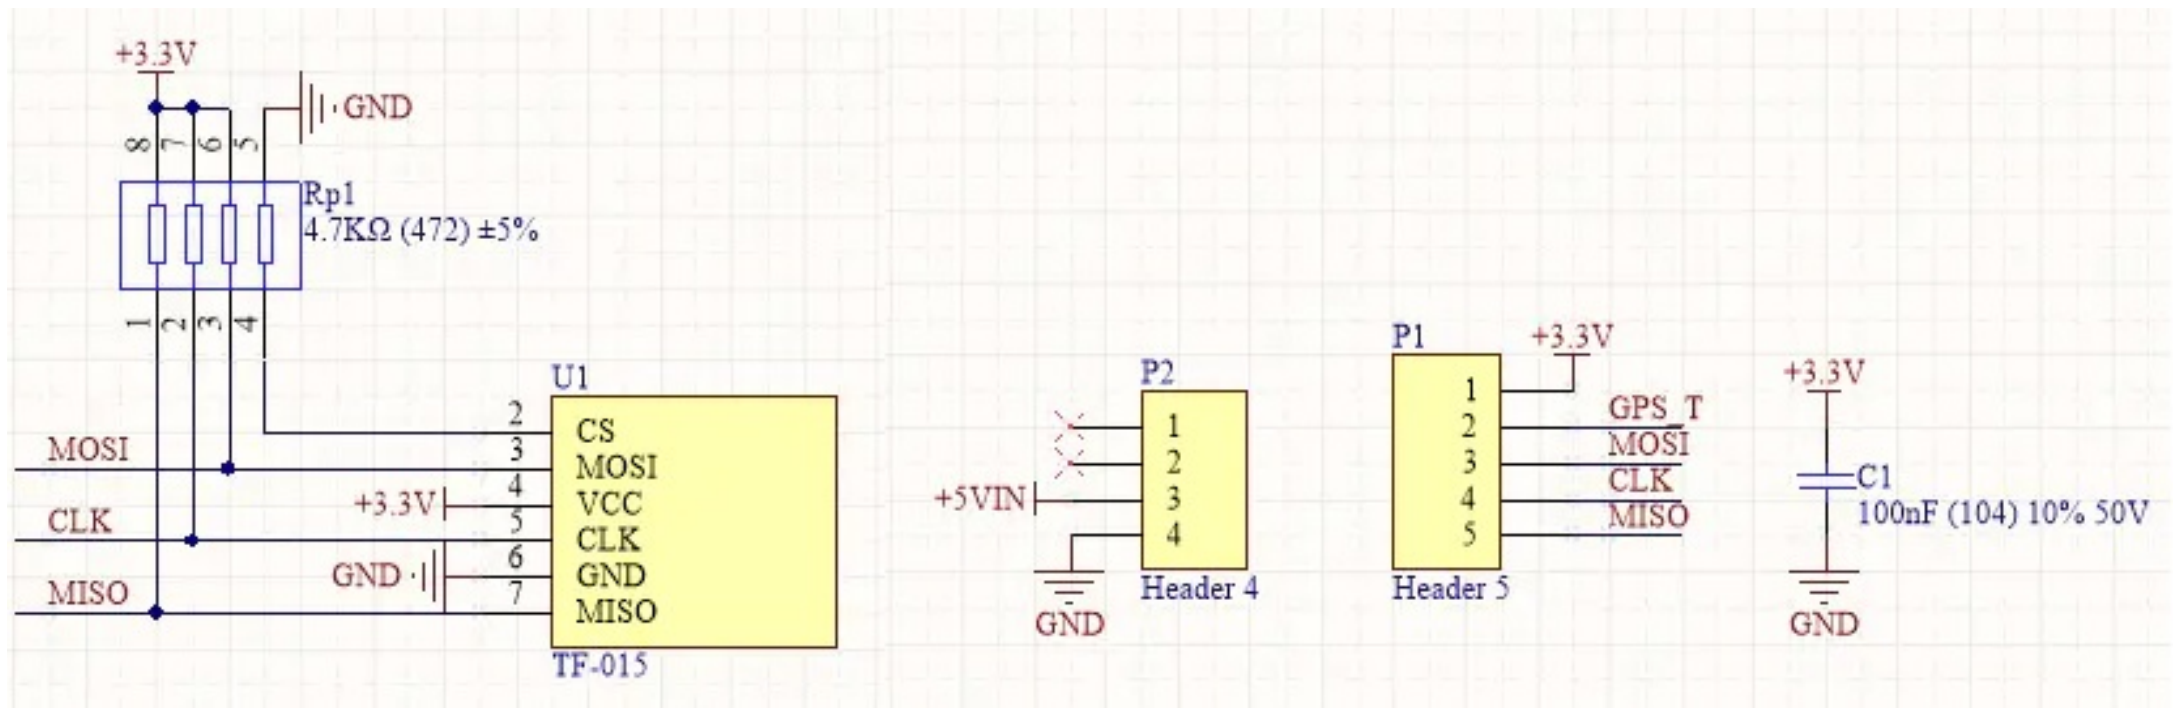 +3.3V
GND
8
7
6
5
Rp1
4.7KΩ (472) ±5%
1
2
3
4
U1
2
CS
MOSI
3
MOSI
+3.3V
4
VCC
CLK
5
CLK
GND
6
GND
MISO
7
MISO
TF-015
P2
1
2
+5VIN
3
4
Header 4
GND
P1
+3.3V
1
GPS_T
2
MOSI
3
CLK
4
MISO
5
Header 5
+3.3V
C1
100nF (104) 10% 50V
GND